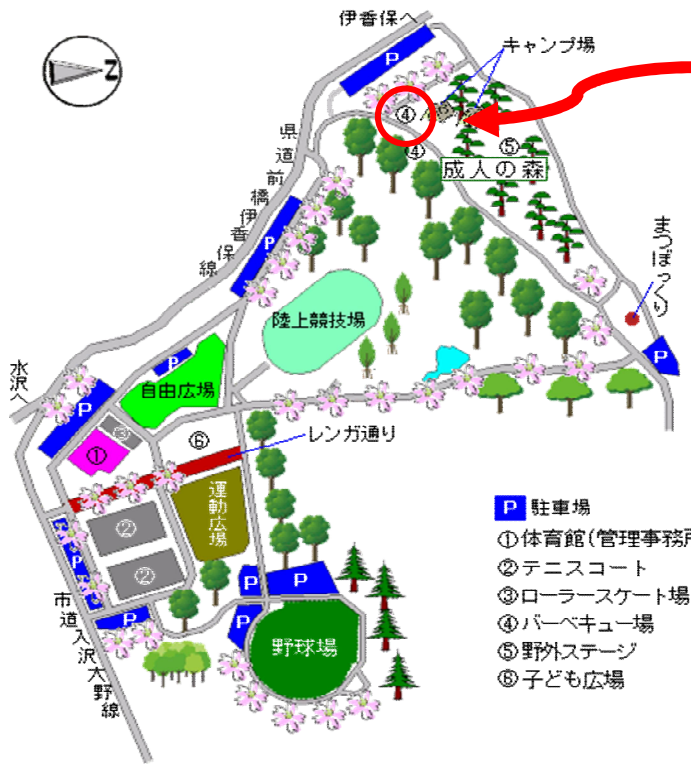 伊香保へ
キャンプ場
P
Z
④
④
⑤
成人の森
県道前橋伊香保線
P
まつぼっくり
陸上競技場
P
水沢へ
P
自由広場
P
③
①
⑥
レンガ通り
運動広場
②
②
P
P
P
P
P
市道入沢大野線
野球場
P 駐車場
①体育館(管理事務所
②テニスコート
③ローラースケート場
④バーベキュー場
⑤野外ステージ
⑥子ども広場